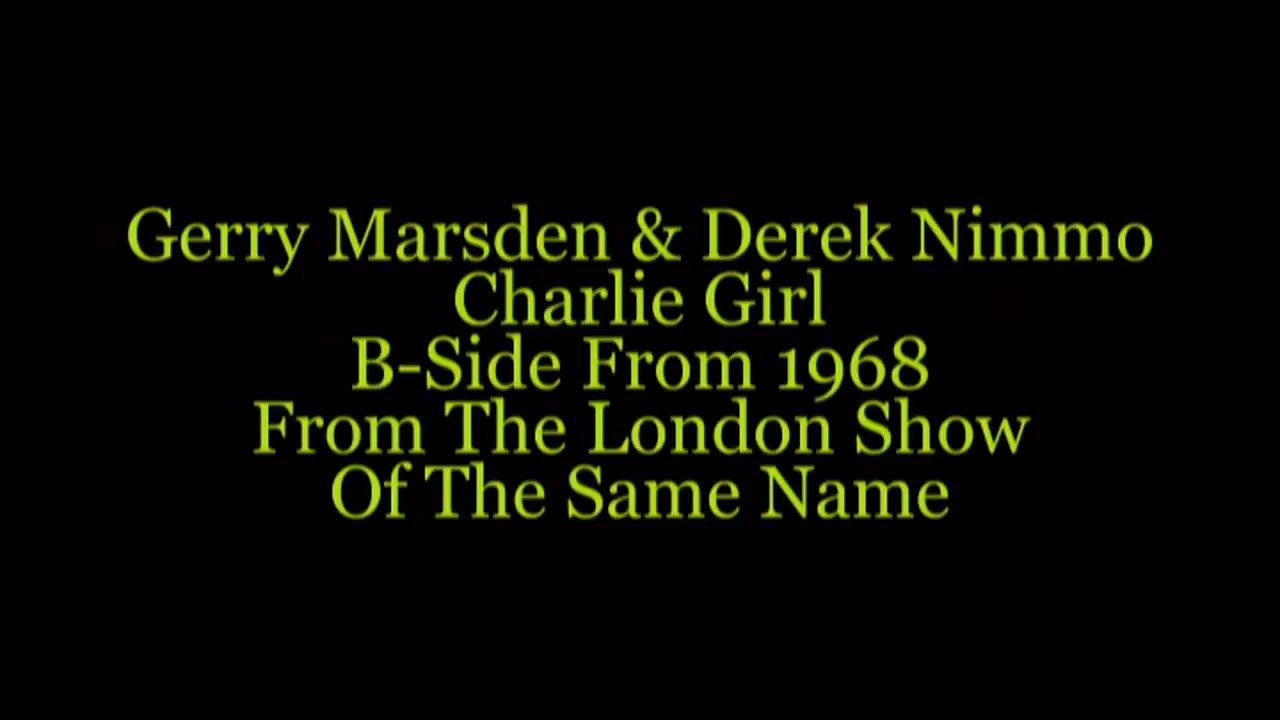 Gerry Marsden & Derek Nimmo
Charlie Girl
B-Side From 1968
From The London Show
Of The Same Name